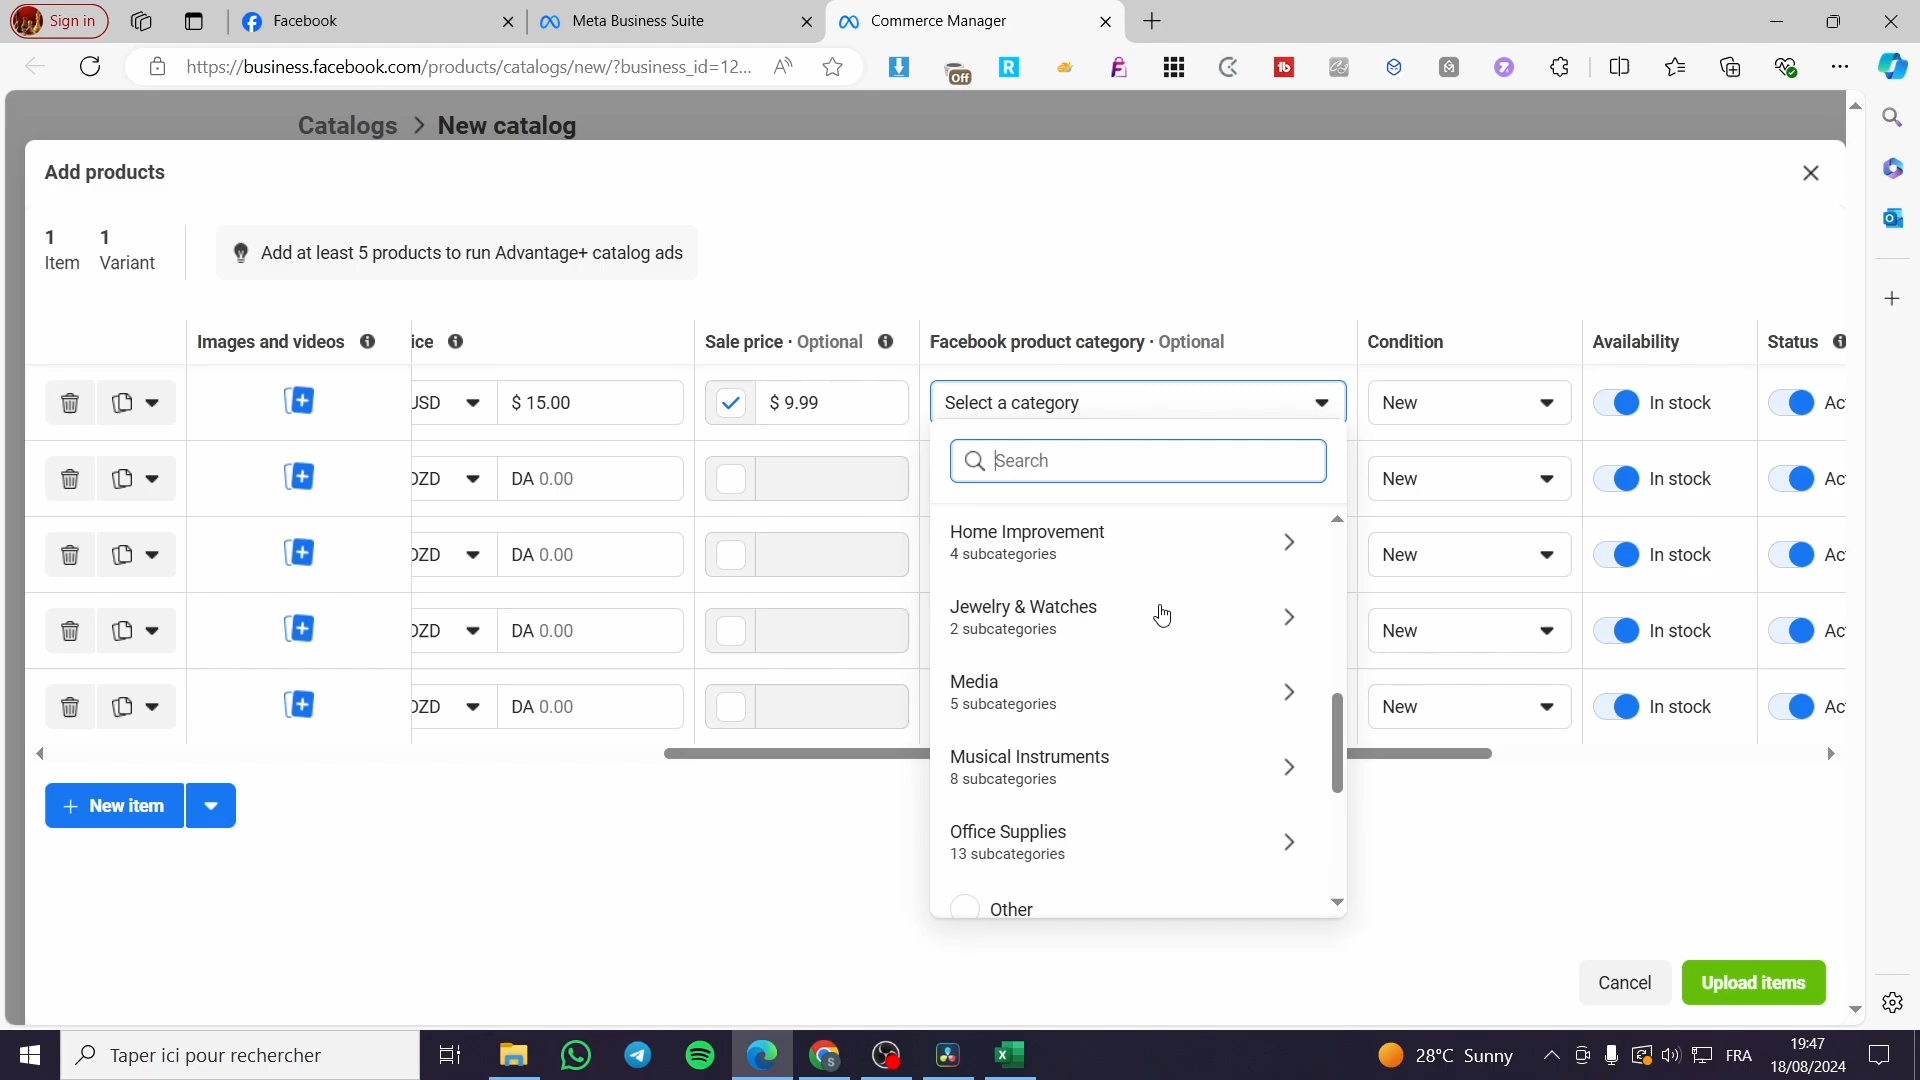 Sign in
Facebook
Meta Business Suite
Commerce Manager
https://business.facebook.com/products/catalogs/new/?business_id=12...
Off
Catalogs > New catalog
Add products
1 1
Item Variant
Add at least 5 products to run Advantage+ catalog ads
Images and videos
ice
Sale price · Optional
Facebook product category · Optional
Condition
Availability
Status
USD $ 15.00 $ 9.99 Select a category New In stock Ac
DZD DA 0.00 New In stock Ac
DZD DA 0.00 New In stock Ac
DZD DA 0.00 New In stock Ac
DZD DA 0.00 New In stock Ac
Search
Home Improvement
4 subcategories
Jewelry & Watches
2 subcategories
Media
5 subcategories
Musical Instruments
8 subcategories
Office Supplies
13 subcategories
Other
+ New item
Cancel
Upload items
Taper ici pour rechercher
28°C Sunny
FRA
19:47
18/08/2024